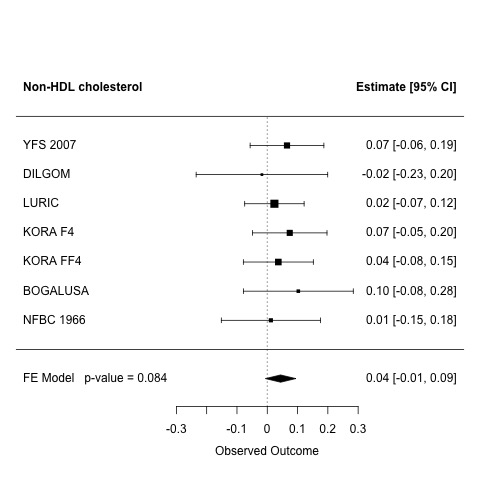 Non-HDL cholesterol Estimate [95% CI]
YFS 2007 0.07 [-0.06, 0.19]
DILGOM -0.02 [-0.23, 0.20]
LURIC 0.02 [-0.07, 0.12]
KORA F4 0.07 [-0.05, 0.20]
KORA FF4 0.04 [-0.08, 0.15]
BOGALUSA 0.10 [-0.08, 0.28]
NFBC 1966 0.01 [-0.15, 0.18]
FE Model p-value = 0.084 0.04 [-0.01, 0.09]
-0.3 -0.1 0 0.1 0.2 0.3
Observed Outcome